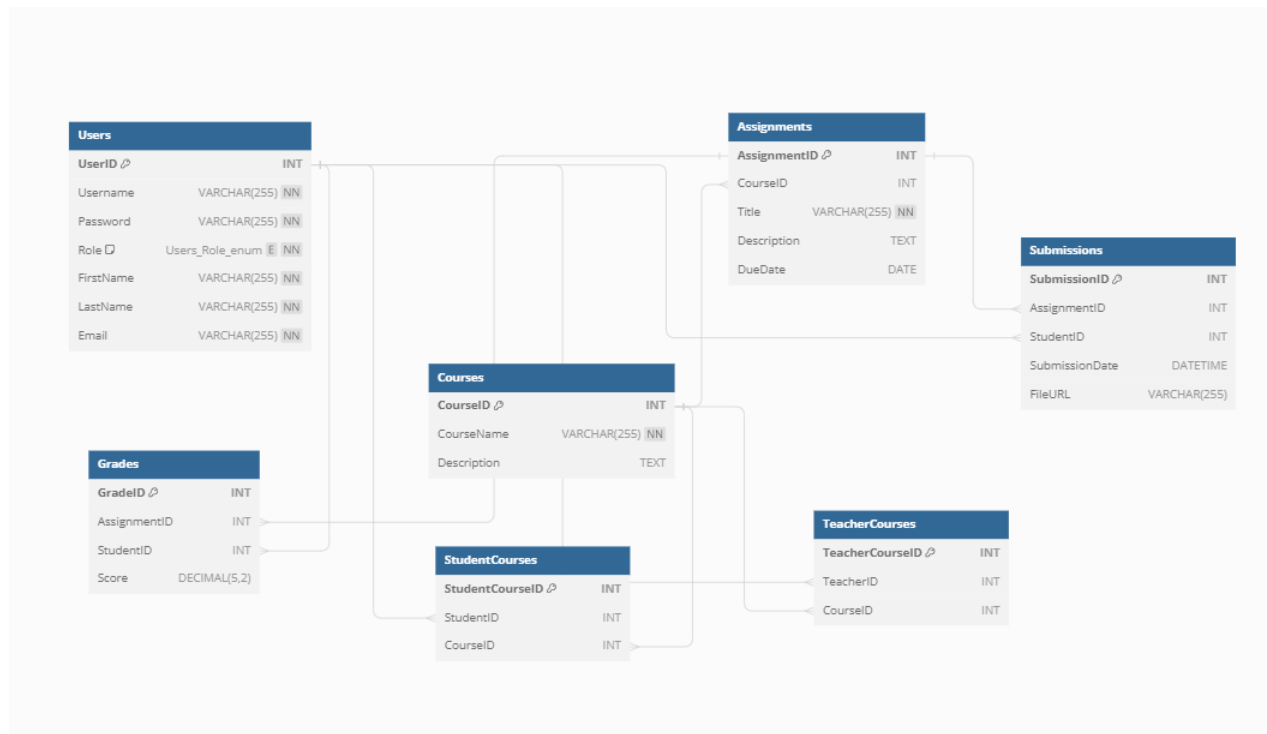 Users
UserID INT
Username VARCHAR(255) NN
Password VARCHAR(255) NN
Role Users_Role_enum E NN
FirstName VARCHAR(255) NN
LastName VARCHAR(255) NN
Email VARCHAR(255) NN
Assignments
AssignmentID INT
CourseID INT
Title VARCHAR(255) NN
Description TEXT
DueDate DATE
Submissions
SubmissionID INT
AssignmentID INT
StudentID INT
SubmissionDate DATETIME
FileURL VARCHAR(255)
Courses
CourseID INT
CourseName VARCHAR(255) NN
Description TEXT
Grades
GradeID INT
AssignmentID INT
StudentID INT
Score DECIMAL(5,2)
StudentCourses
StudentCourseID INT
StudentID INT
CourseID INT
TeacherCourses
TeacherCourseID INT
TeacherID INT
CourseID INT